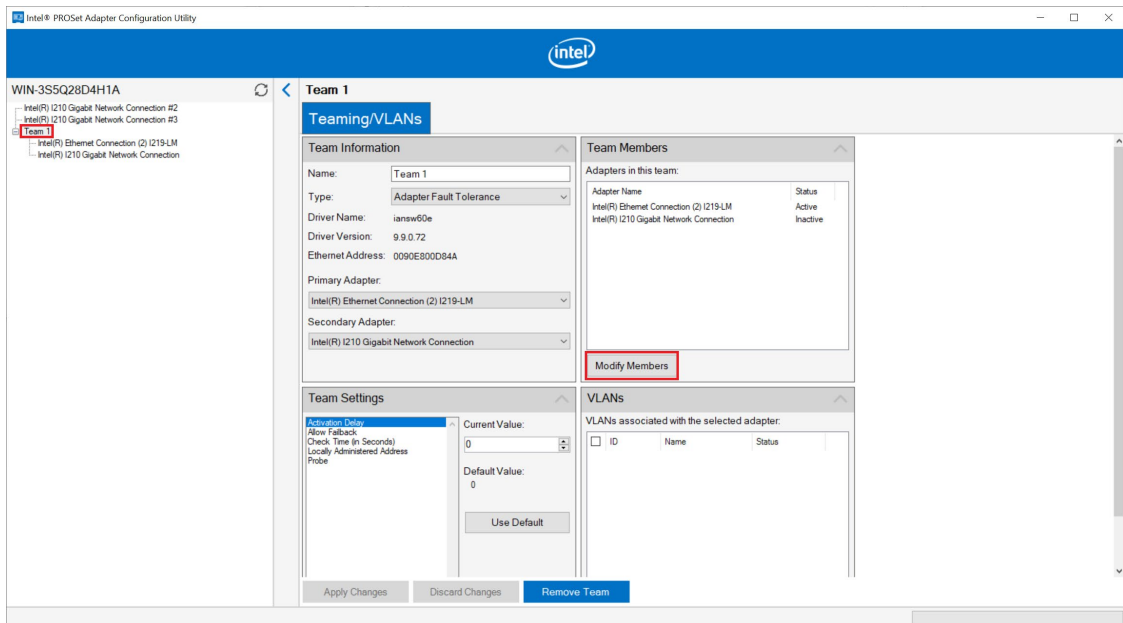 Intel® PROSet Adapter Configuration Utility
intel
WIN-3S5Q28D4H1A
Intel(R) I210 Gigabit Network Connection #2
Intel(R) I210 Gigabit Network Connection #3
Team 1
Intel(R) Ethernet Connection (2) I219-LM
Intel(R) I210 Gigabit Network Connection
Team 1
Teaming/VLANs
Team Information
Name: Team 1
Type: Adapter Fault Tolerance
Driver Name: iansw60e
Driver Version: 9.9.0.72
Ethernet Address: 0090E800D84A
Primary Adapter:
Intel(R) Ethernet Connection (2) I219-LM
Secondary Adapter:
Intel(R) I210 Gigabit Network Connection
Team Members
Adapters in this team:
Adapter Name Status
Intel(R) Ethernet Connection (2) I219-LM Active
Intel(R) I210 Gigabit Network Connection Inactive
Modify Members
Team Settings
Activation Delay
Allow Failback
Check Time (in Seconds)
Locally Administered Address
Probe
Current Value:
0
Default Value:
0
Use Default
VLANs
VLANs associated with the selected adapter:
ID Name Status
Apply Changes Discard Changes Remove Team